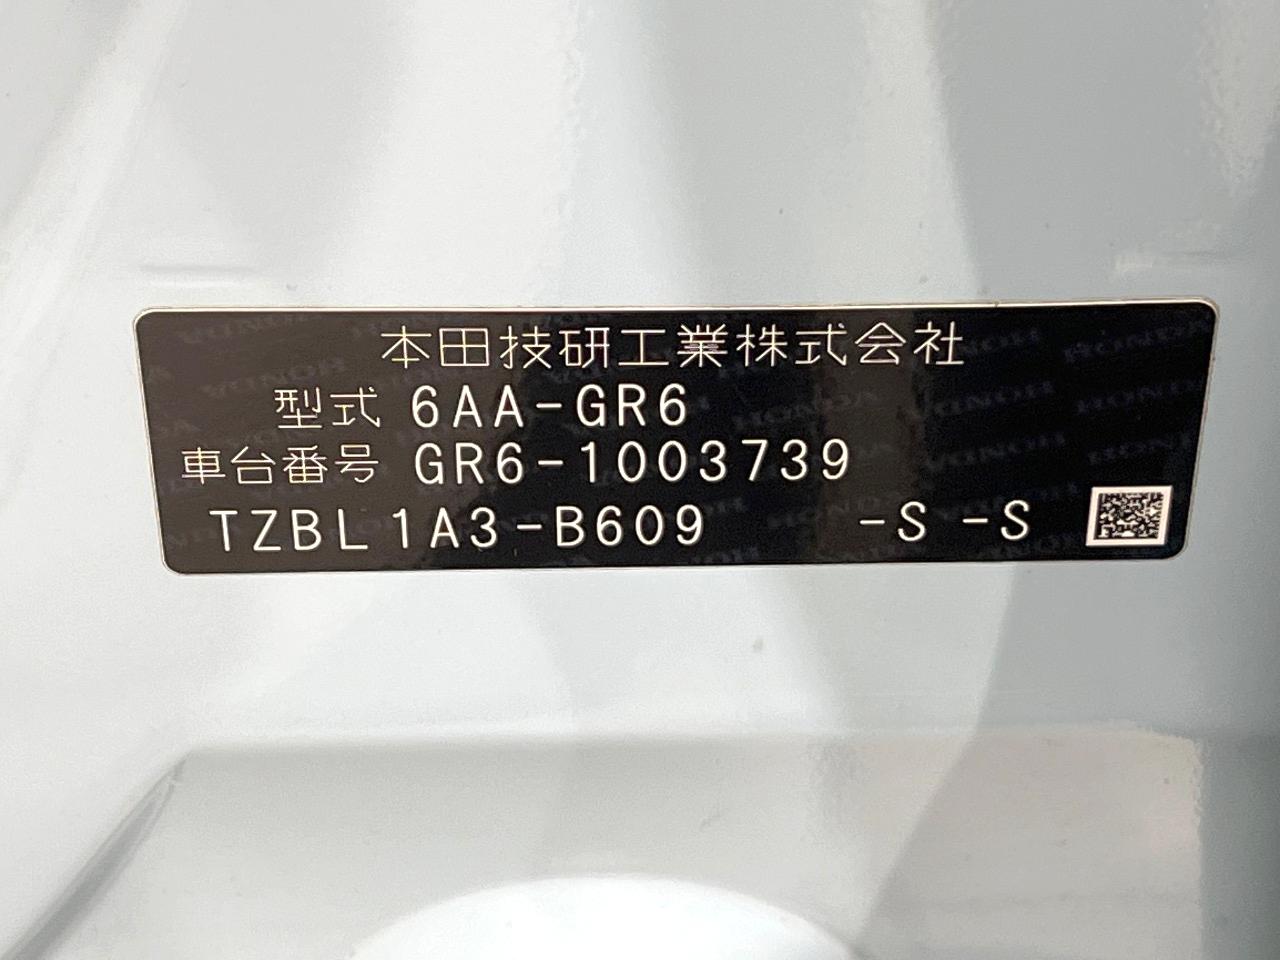 本田技研工業株式会社
型式 6AA-GR6
車台番号 GR6-1003739
TZBL1A3-B609 -S -S